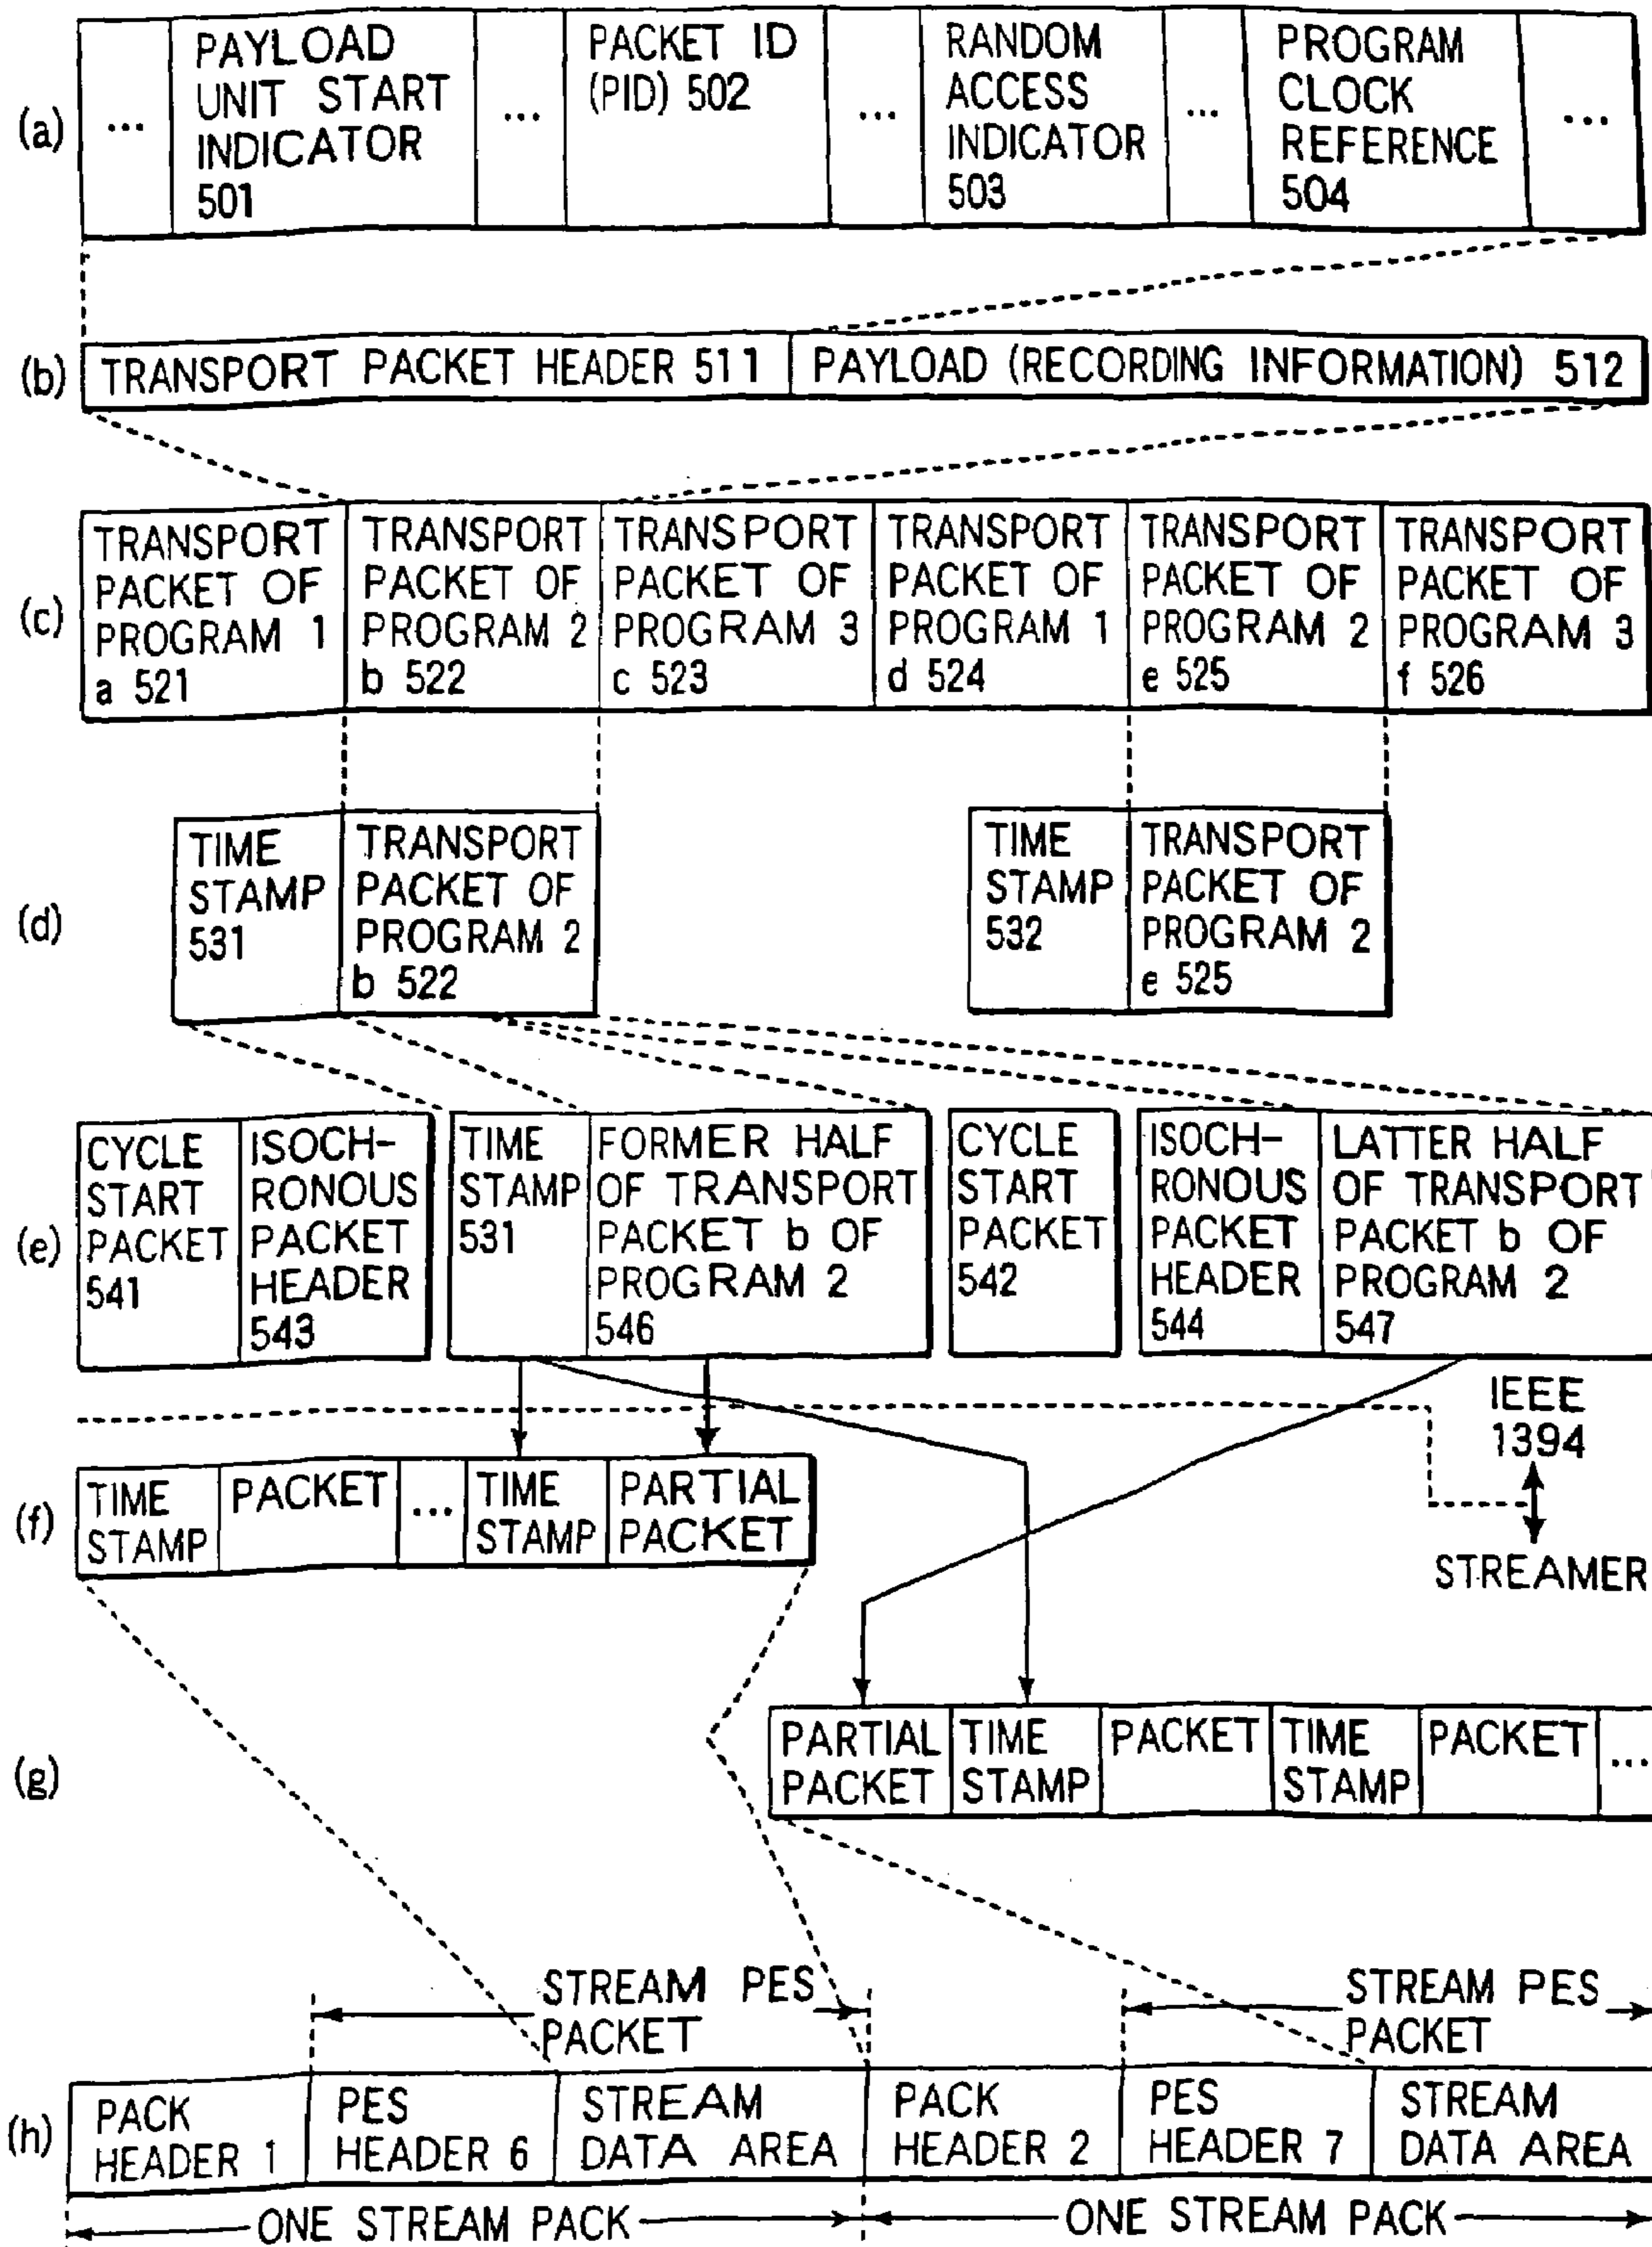 (a)
...
PAYLOAD
UNIT START
INDICATOR
501
...
PACKET ID
(PID) 502
...
RANDOM
ACCESS
INDICATOR
503
...
PROGRAM
CLOCK
REFERENCE
504
...
(b)
TRANSPORT PACKET HEADER 511
PAYLOAD (RECORDING INFORMATION) 512
(c)
TRANSPORT
PACKET OF
PROGRAM 1
a 521
TRANSPORT
PACKET OF
PROGRAM 2
b 522
TRANSPORT
PACKET OF
PROGRAM 3
c 523
TRANSPORT
PACKET OF
PROGRAM 1
d 524
TRANSPORT
PACKET OF
PROGRAM 2
e 525
TRANSPORT
PACKET OF
PROGRAM 3
f 526
(d)
TIME
STAMP
531
TRANSPORT
PACKET OF
PROGRAM 2
b 522
TIME
STAMP
532
TRANSPORT
PACKET OF
PROGRAM 2
e 525
(e)
CYCLE
START
PACKET
541
ISOCH-
RONOUS
PACKET
HEADER
543
TIME
STAMP
531
FORMER HALF
OF TRANSPORT
PACKET b OF
PROGRAM 2
546
CYCLE
START
PACKET
542
ISOCH-
RONOUS
PACKET
HEADER
544
LATTER HALF
OF TRANSPORT
PACKET b OF
PROGRAM 2
547
IEEE
1394
STREAMER
(f)
TIME
STAMP
PACKET
...
TIME
STAMP
PARTIAL
PACKET
(g)
PARTIAL
PACKET
TIME
STAMP
PACKET
TIME
STAMP
PACKET
...
STREAM PES
PACKET
STREAM PES
PACKET
(h)
PACK
HEADER 1
PES
HEADER 6
STREAM
DATA AREA
PACK
HEADER 2
PES
HEADER 7
STREAM
DATA AREA
ONE STREAM PACK
ONE STREAM PACK